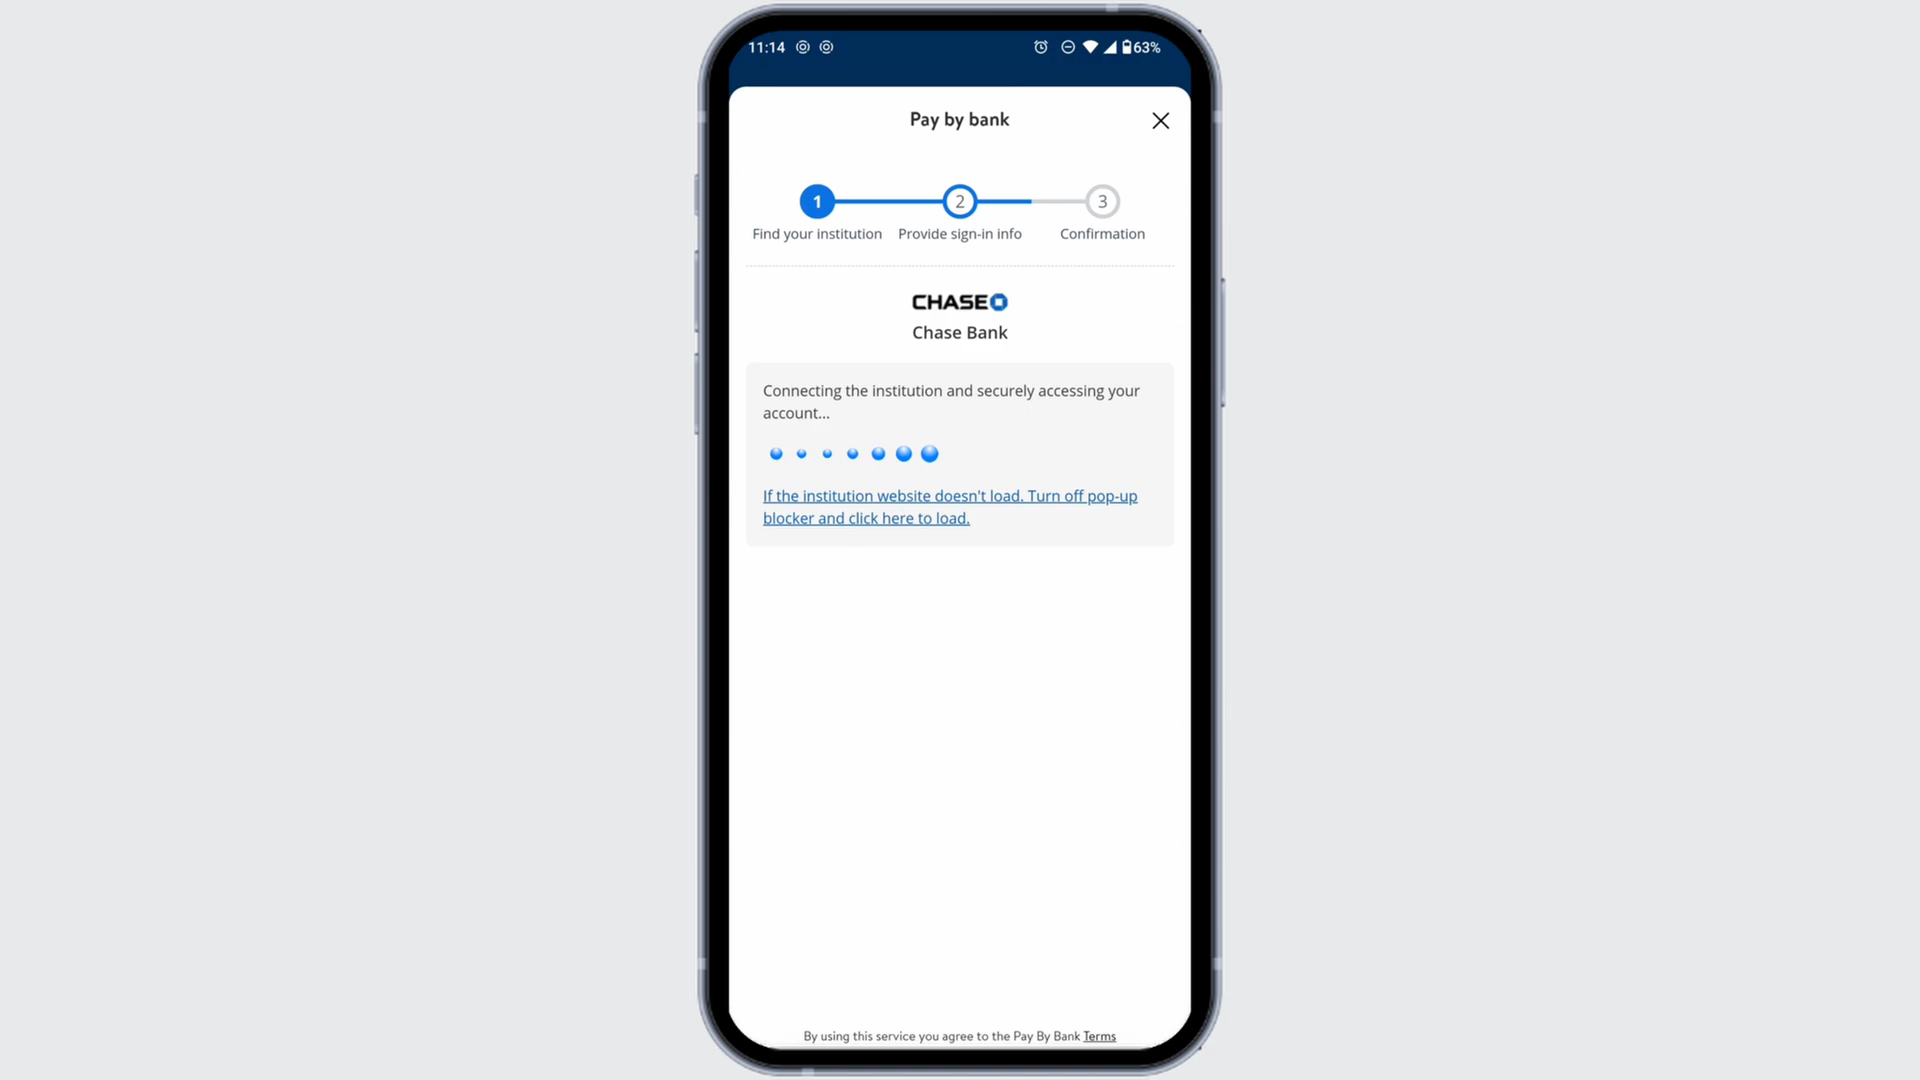 11:14 63%
Pay by bank
1 2 3
Find your institution Provide sign-in info Confirmation
CHASE
Chase Bank
Connecting the institution and securely accessing your
account...
If the institution website doesn't load. Turn off pop-up
blocker and click here to load.
By using this service you agree to the Pay By Bank Terms